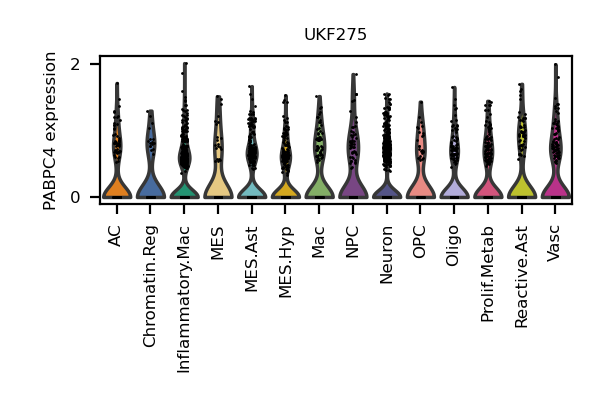 UKF275
PABPC4 expression
2
0
AC
Chromatin.Reg
Inflammatory.Mac
MES
MES.Ast
MES.Hyp
Mac
NPC
Neuron
OPC
Oligo
Prolif.Metab
Reactive.Ast
Vasc